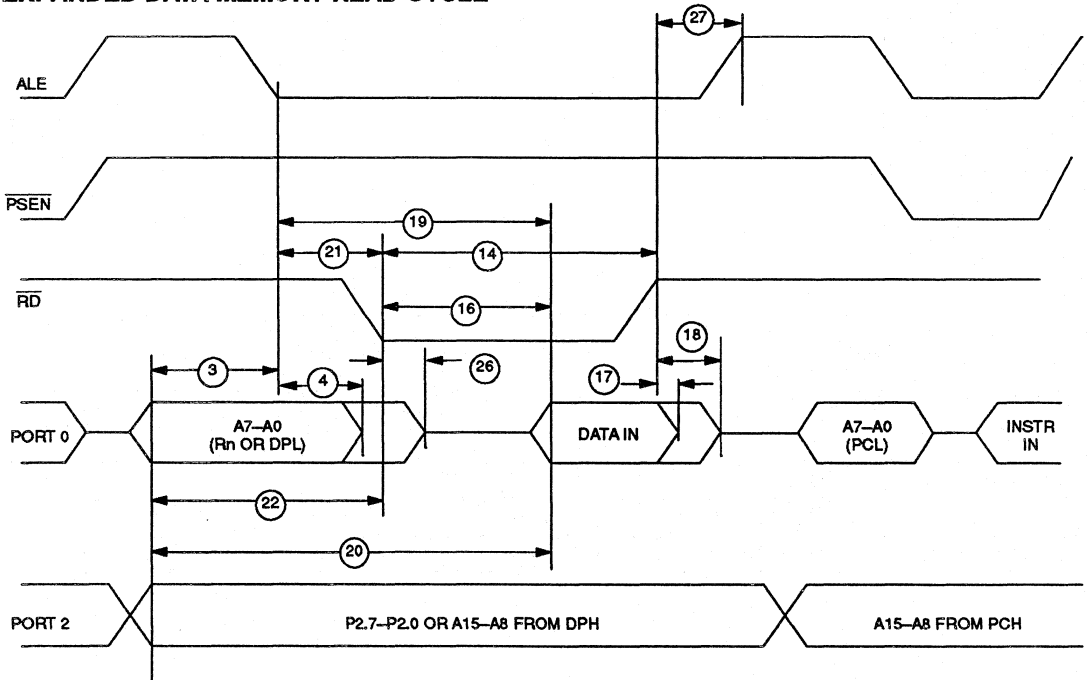 EXPANDED DATA MEMORY READ CYCLE
27
ALE
PSEN
19
21
14
RD
16
18
3
4
26
17
PORT 0
A7–A0
(Rn OR DPL)
DATA IN
A7–A0
(PCL)
INSTR
IN
22
20
PORT 2
P2.7–P2.0 OR A15–A8 FROM DPH
A15–A8 FROM PCH